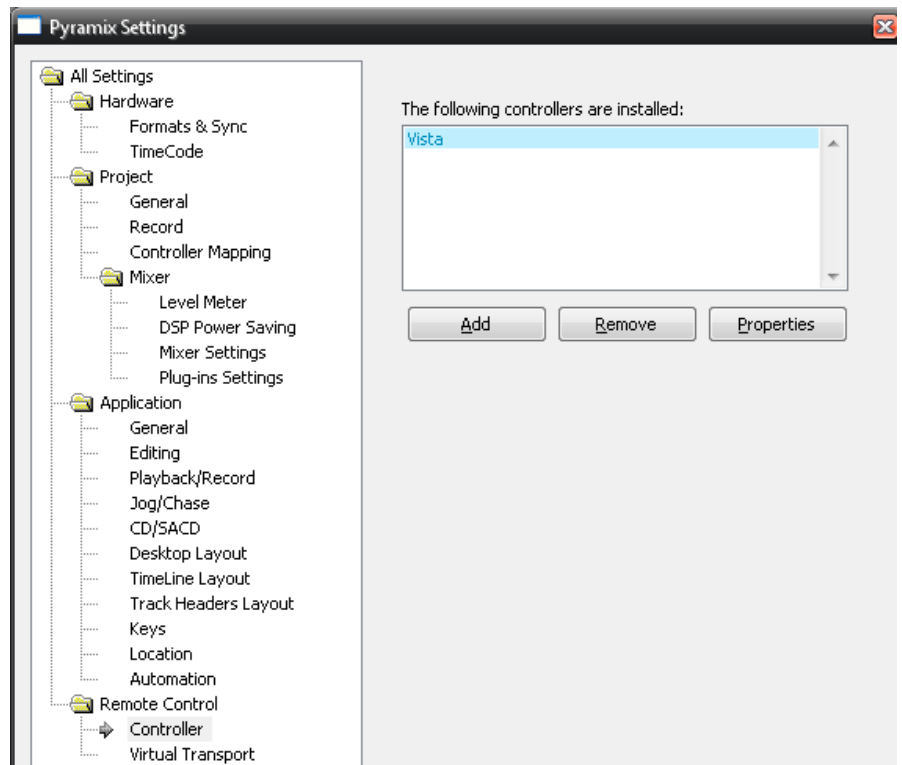 Pyramix Settings
All Settings
Hardware
Formats & Sync
TimeCode
Project
General
Record
Controller Mapping
Mixer
Level Meter
DSP Power Saving
Mixer Settings
Plug-ins Settings
Application
General
Editing
Playback/Record
Jog/Chase
CD/SACD
Desktop Layout
TimeLine Layout
Track Headers Layout
Keys
Location
Automation
Remote Control
Controller
Virtual Transport
The following controllers are installed:
Vista
Add Remove Properties